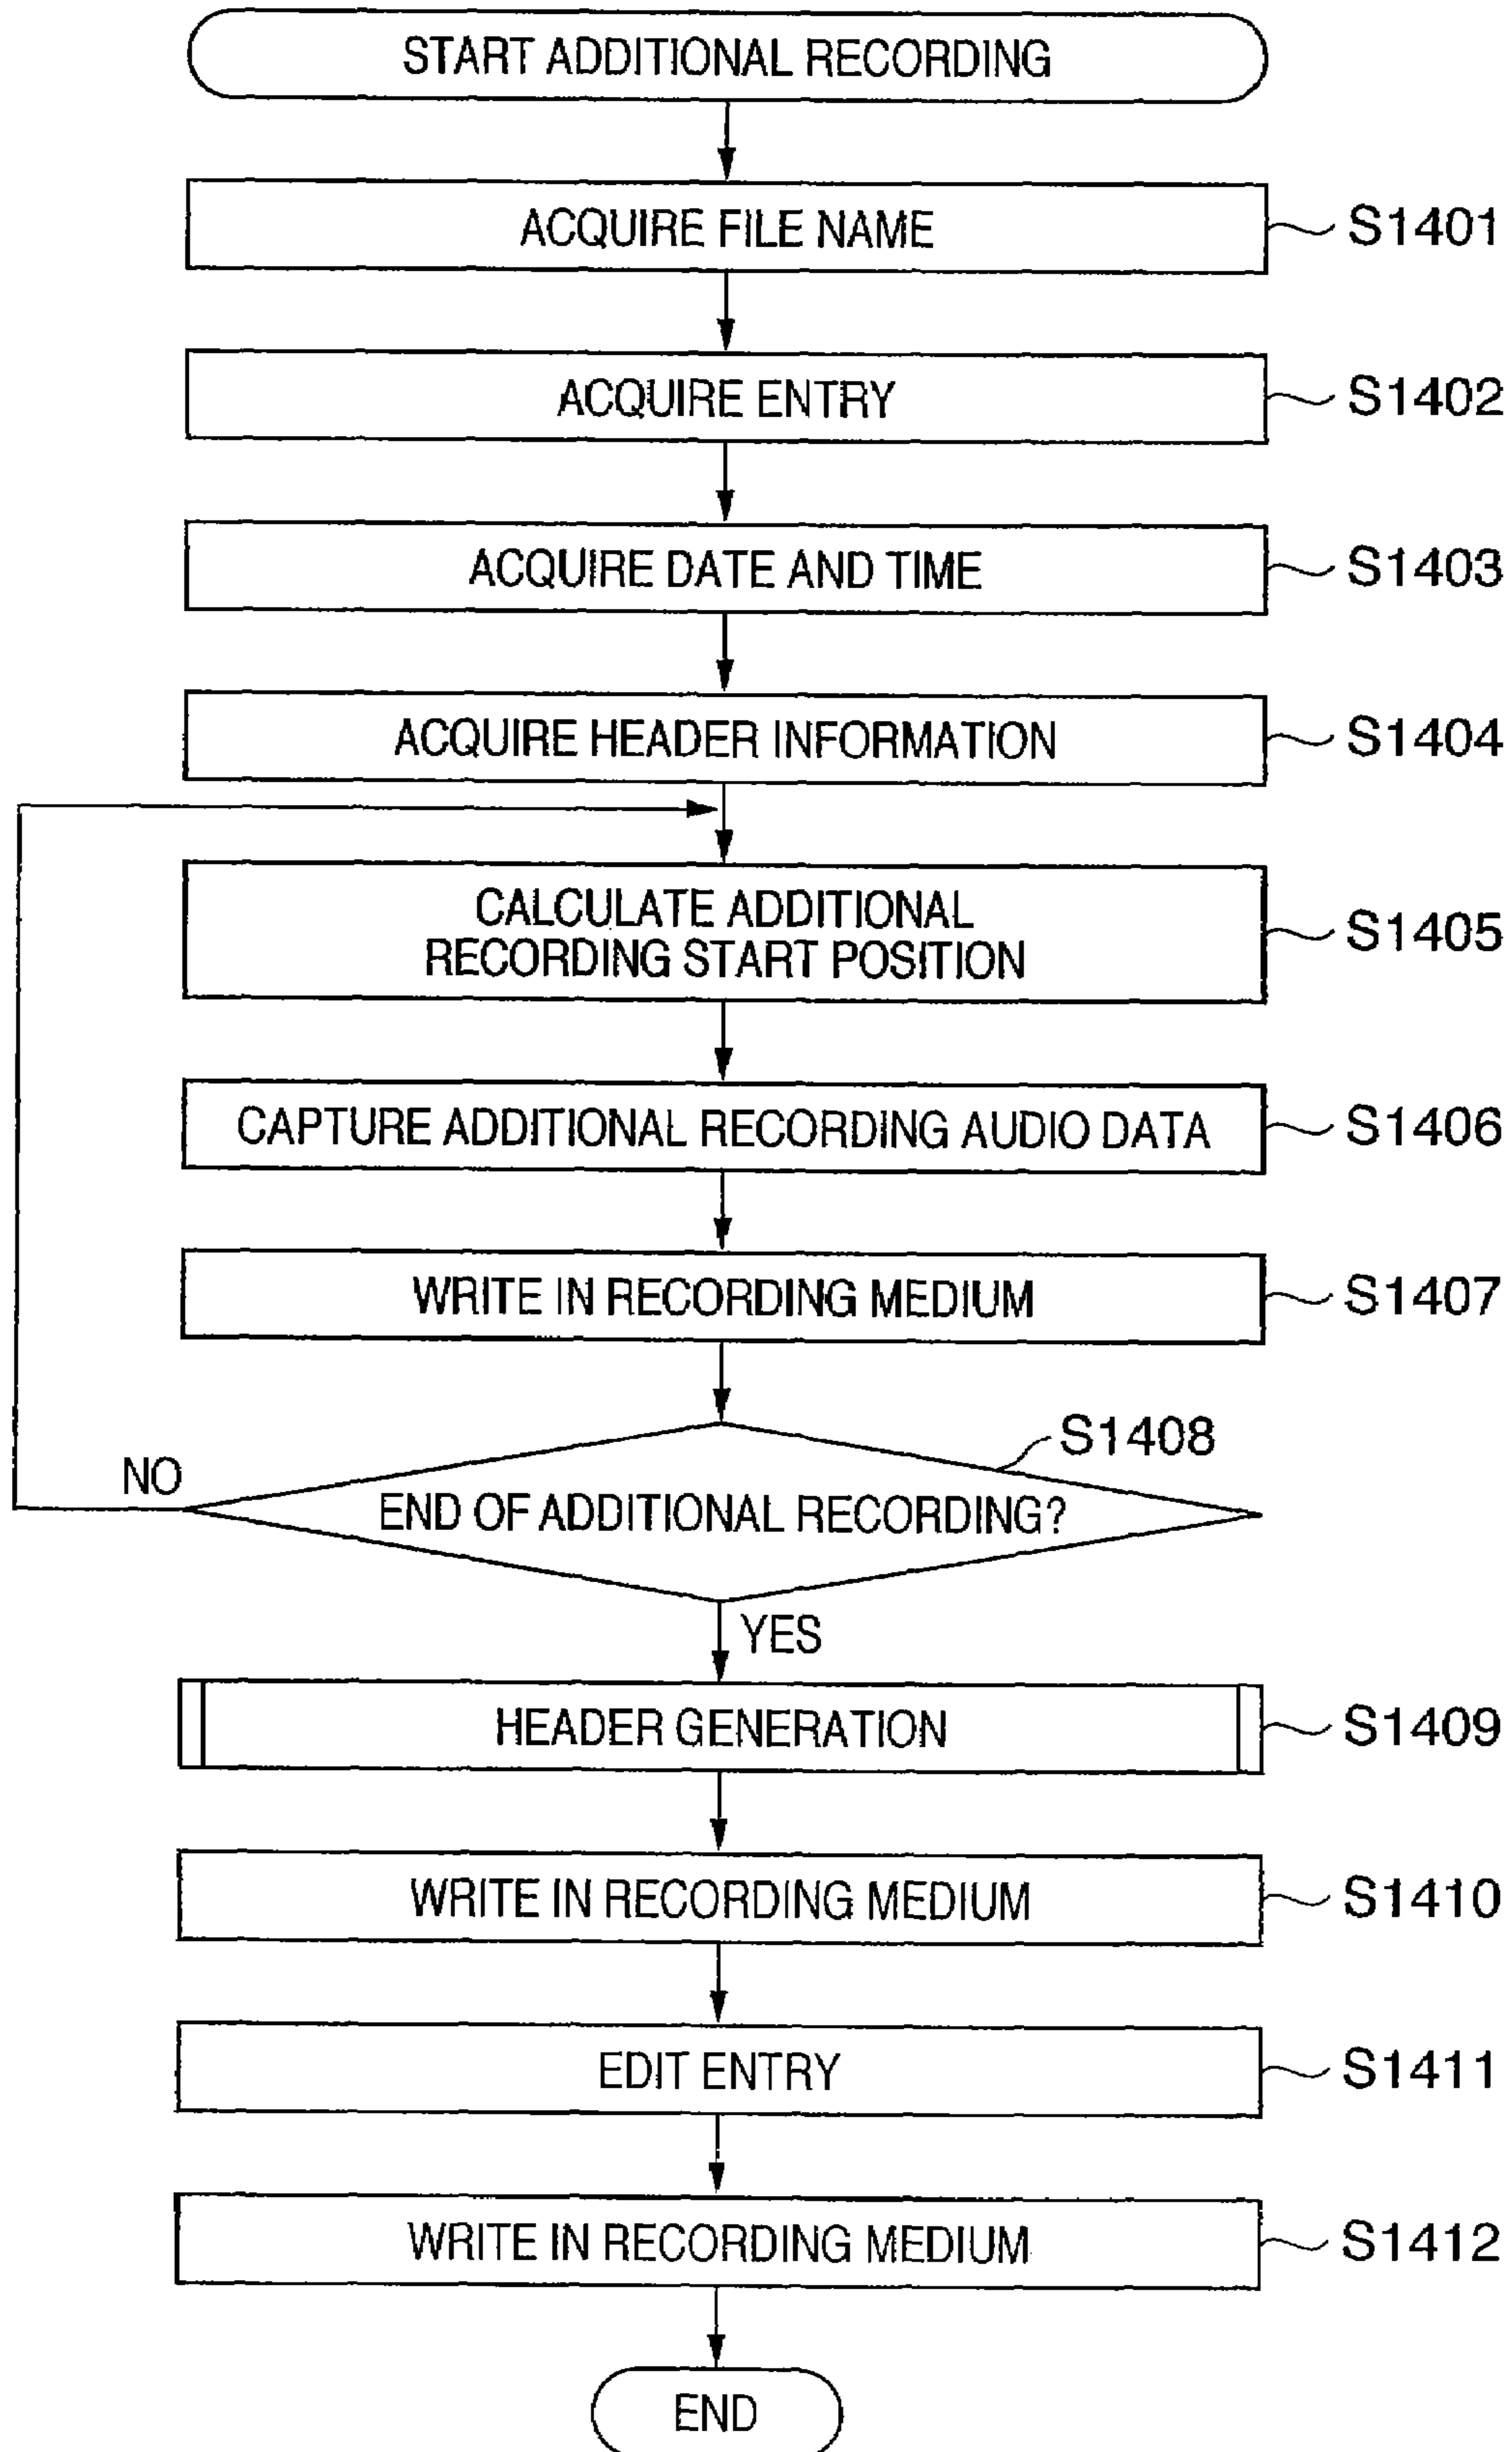 START ADDITIONAL RECORDING
ACQUIRE FILE NAME
S1401
ACQUIRE ENTRY
S1402
ACQUIRE DATE AND TIME
S1403
ACQUIRE HEADER INFORMATION
S1404
CALCULATE ADDITIONAL
RECORDING START POSITION
S1405
CAPTURE ADDITIONAL RECORDING AUDIO DATA
S1406
WRITE IN RECORDING MEDIUM
S1407
S1408
NO
END OF ADDITIONAL RECORDING?
YES
HEADER GENERATION
S1409
WRITE IN RECORDING MEDIUM
S1410
EDIT ENTRY
S1411
WRITE IN RECORDING MEDIUM
S1412
END